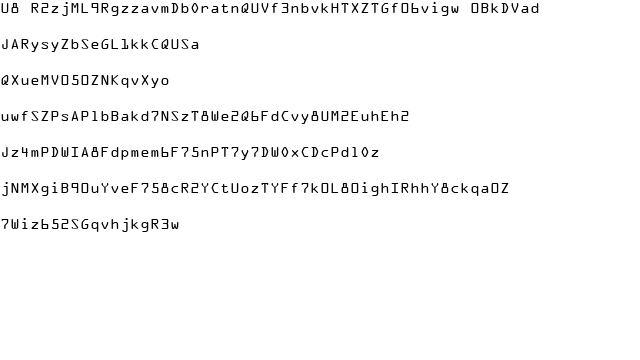 U8 R2zjML9RgzzavmDb0ratnQUVf3nbvkHTXZTGfO6vigw OBkDVad
JARysyZbSeGL1kkCQUSa
QXueMVO5OZNKqvXyo
uwfSZPsAP1bBakd7NSzT8We2Q6FdCvy8UM2EuhEh2
Jz4mPDWIA8Fdpmem6F75nPT7y7DW0xCDcPd10z
jNMXgiB9OuYveF758cR2YCtUozTYFf7kOL8OighIRhhY8ckqaOZ
7Wiz652SGqvhjkgR3w